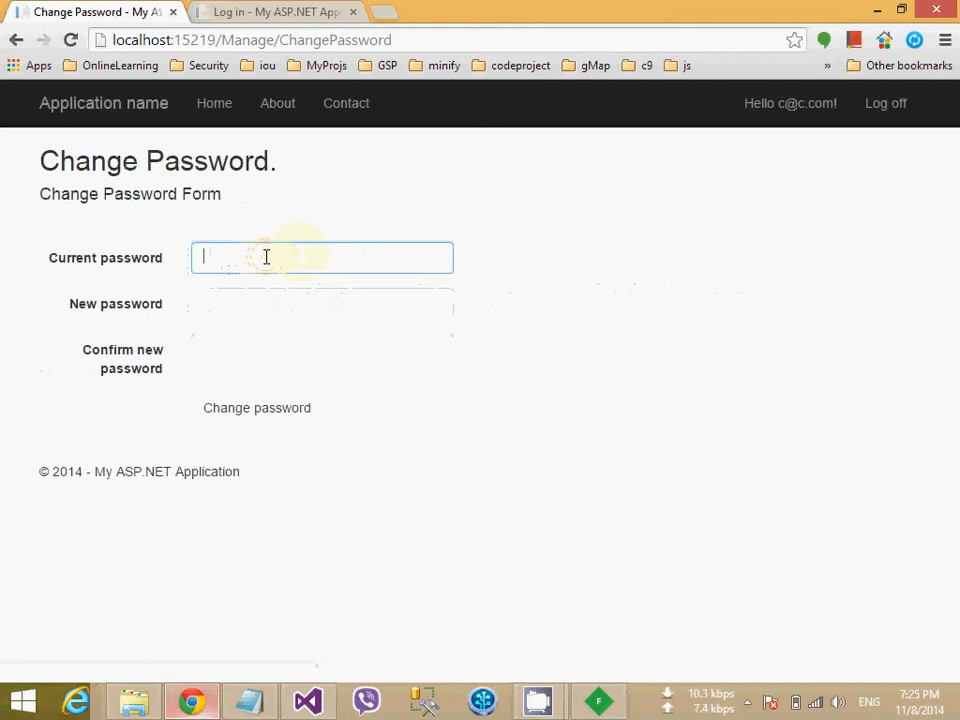 Change Password - My AS
Log in - My ASP.NET App
localhost:15219/Manage/ChangePassword
Apps OnlineLearning Security iou MyProjs GSP minify codeproject gMap c9 js » Other bookmarks
Application name Home About Contact Hello c@c.com! Log off
Change Password.
Change Password Form
Current password
New password
Confirm new
password
Change password
© 2014 - My ASP.NET Application
10.3 kbps
7.4 kbps
ENG
7:25 PM
11/8/2014